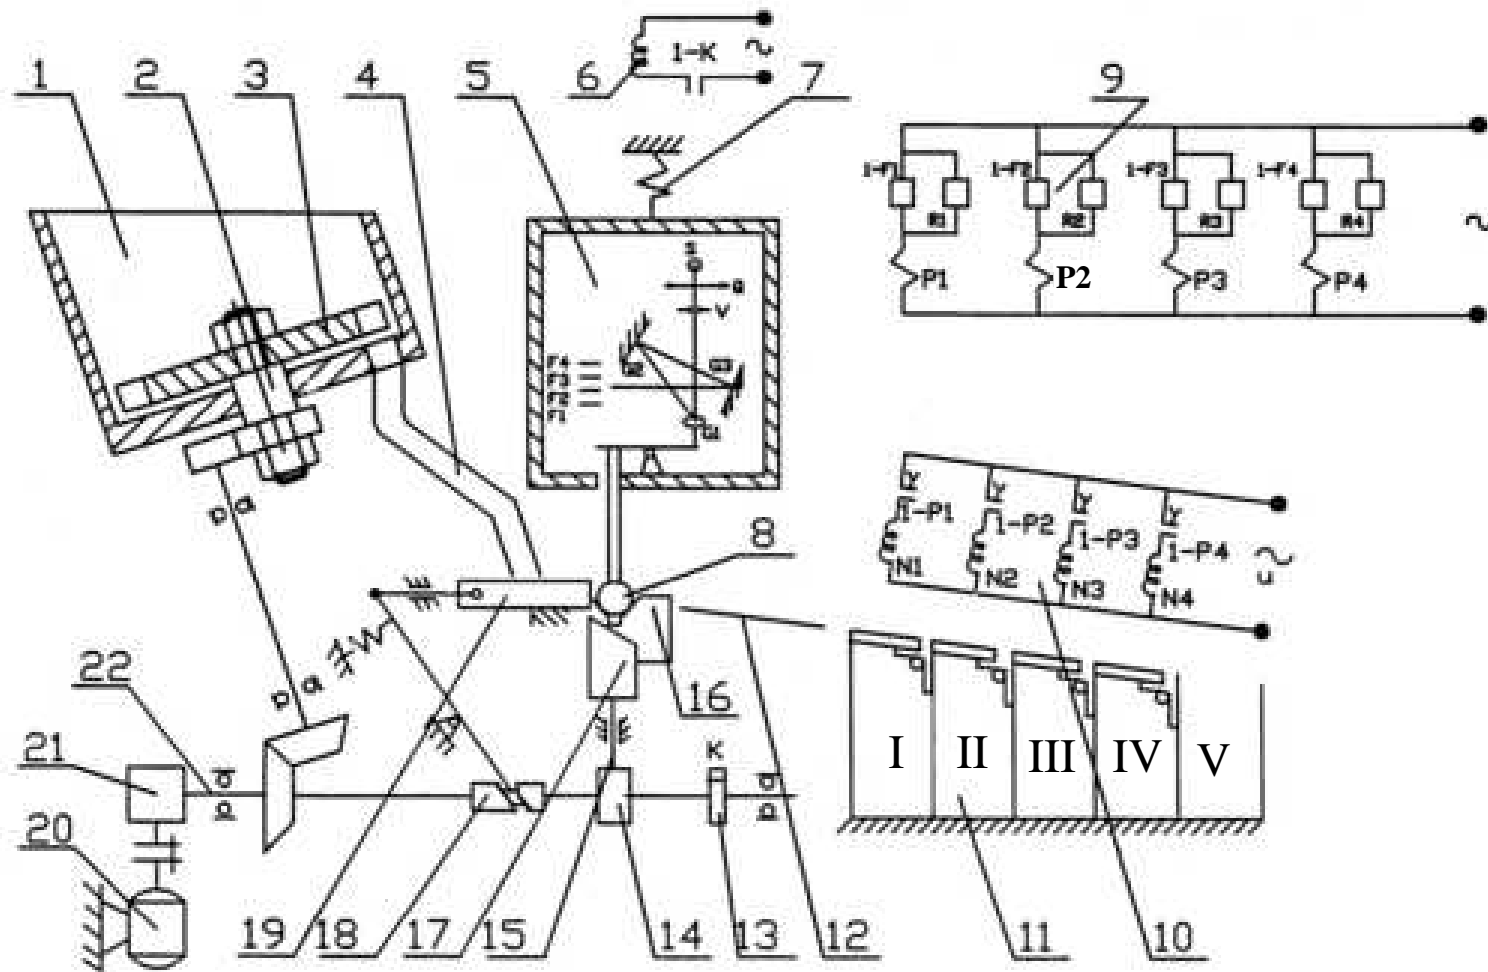 1 2 3 4 5 6 7 9
1-K
1-F1 1-F2 1-F3 1-F4
R1 R2 R3 R4
P1 P2 P3 P4
S
a
V
F4
F3
F2
F1
1-P1 1-P2 1-P3 1-P4
N1 N2 N3 N4
8
I II III IV V
22
21
20
16
K
19 18 17 15 14 13 12 11 10